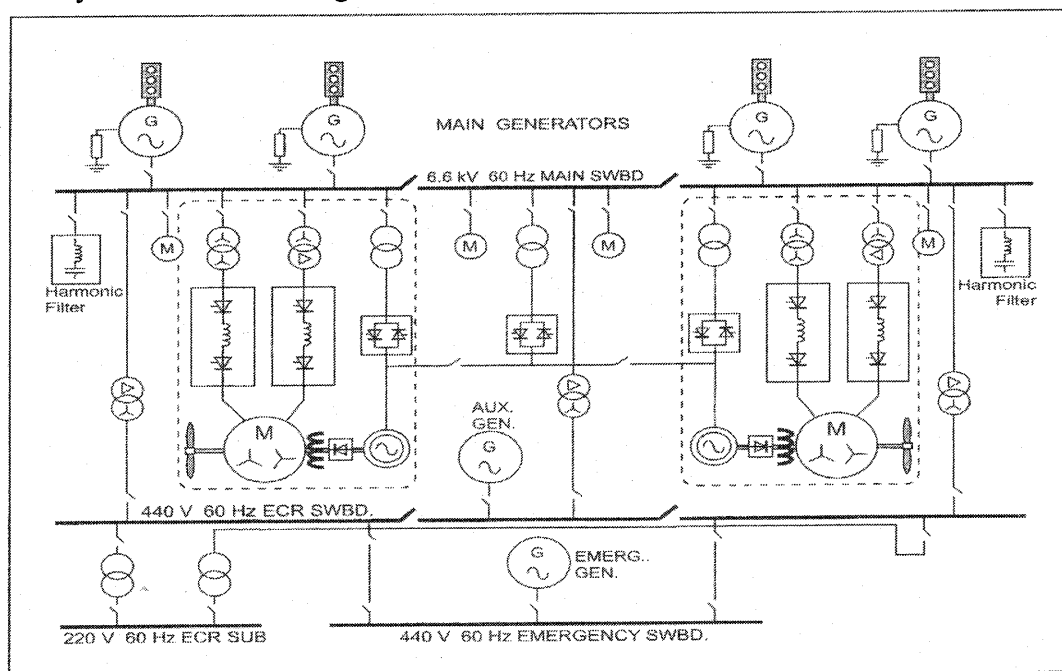 G
G
MAIN GENERATORS
G
G
6.6 kV 60 Hz MAIN SWBD
M
M
M
M
Harmonic
Filter
Harmonic
Filter
AUX.
GEN.
G
M
M
440 V 60 Hz ECR SWBD.
G
EMERG..
GEN.
220 V 60 Hz ECR SUB
440 V 60 Hz EMERGENCY SWBD.